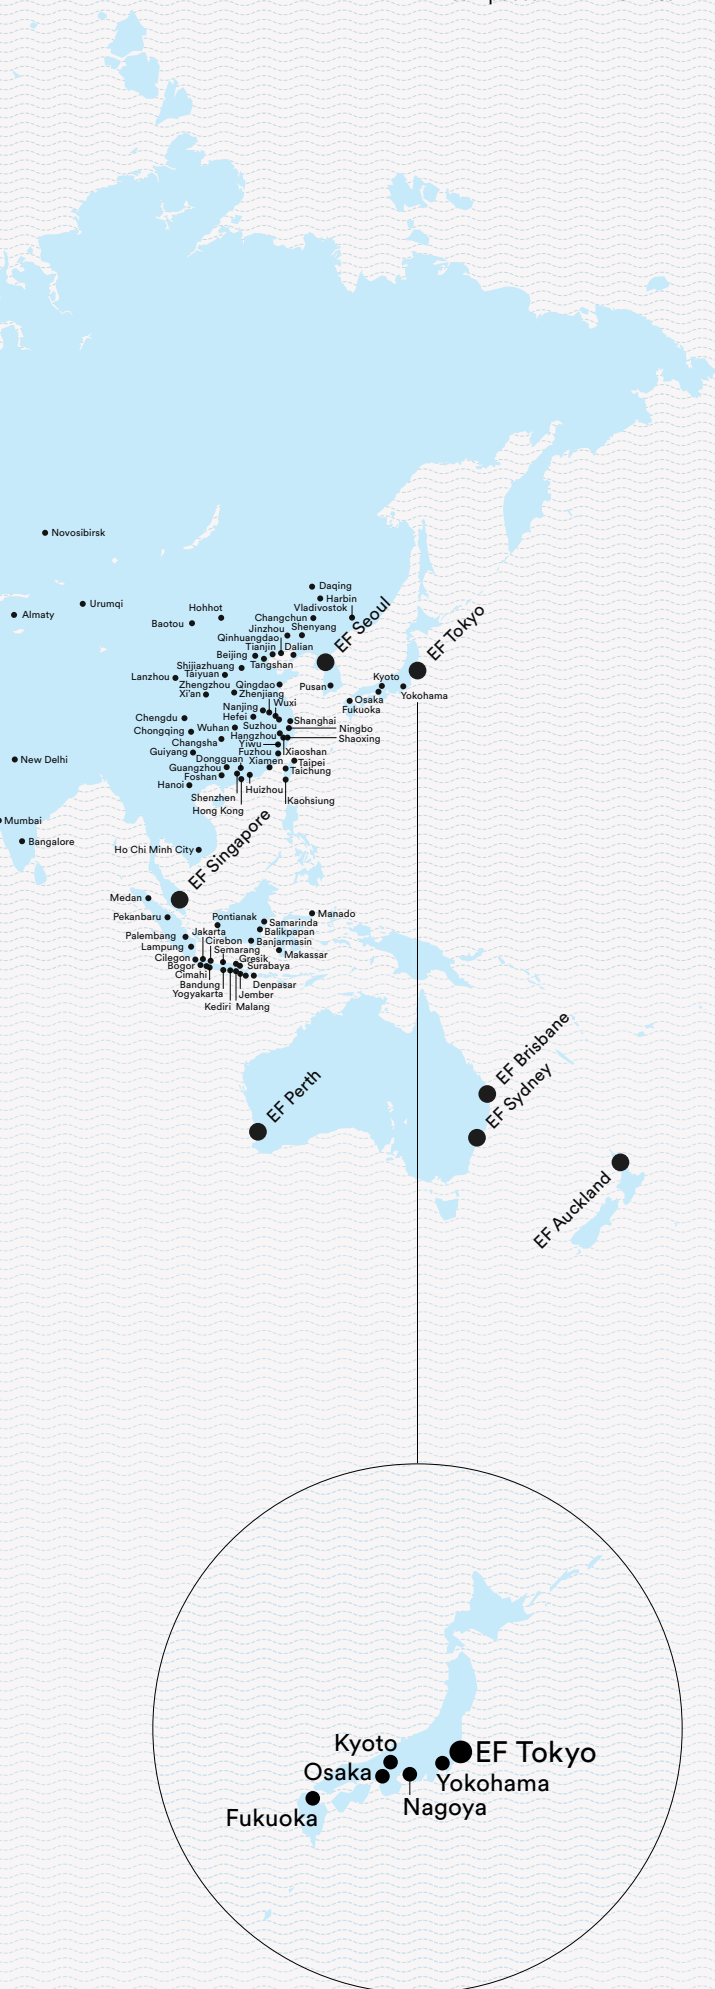 Novosibirsk
Daqing
Harbin
Urumqi
Hohhot
Vladivostok
Almaty
Baotou
Changchun
Jinzhou
Shenyang
EF Seoul
EF Tokyo
Qinhuangdao
Tianjin
Dalian
Beijing
Tangshan
Shijiazhuang
Lanzhou
Taiyuan
Kyoto
Zhengzhou
Qingdao
Pusan
Xi'an
Zhenjiang
Yokohama
Osaka
Wuxi
Nanjing
Fukuoka
Chengdu
Hefei
Shanghai
Suzhou
Wuhan
Ningbo
Chongqing
Hangzhou
Shaoxing
Changsha
Yiwu
Guiyang
Fuzhou
Xiaoshan
New Delhi
Dongguan
Xiamen
Taipei
Guangzhou
Taichung
Foshan
Hanoi
Huizhou
Shenzhen
Kaohsiung
Hong Kong
Mumbai
Bangalore
Ho Chi Minh City
EF Singapore
Medan
Pekanbaru
Pontianak
Manado
Samarinda
Jakarta
Balikpapan
Palembang
Cirebon
Banjarmasin
Lampung
Semarang
Makassar
Cilegon
Gresik
Bogor
Surabaya
Cimahi
Bandung
Denpasar
Yogyakarta
Jember
Kediri
Malang
EF Brisbane
EF Sydney
EF Perth
EF Auckland
Kyoto
EF Tokyo
Osaka
Yokohama
Nagoya
Fukuoka